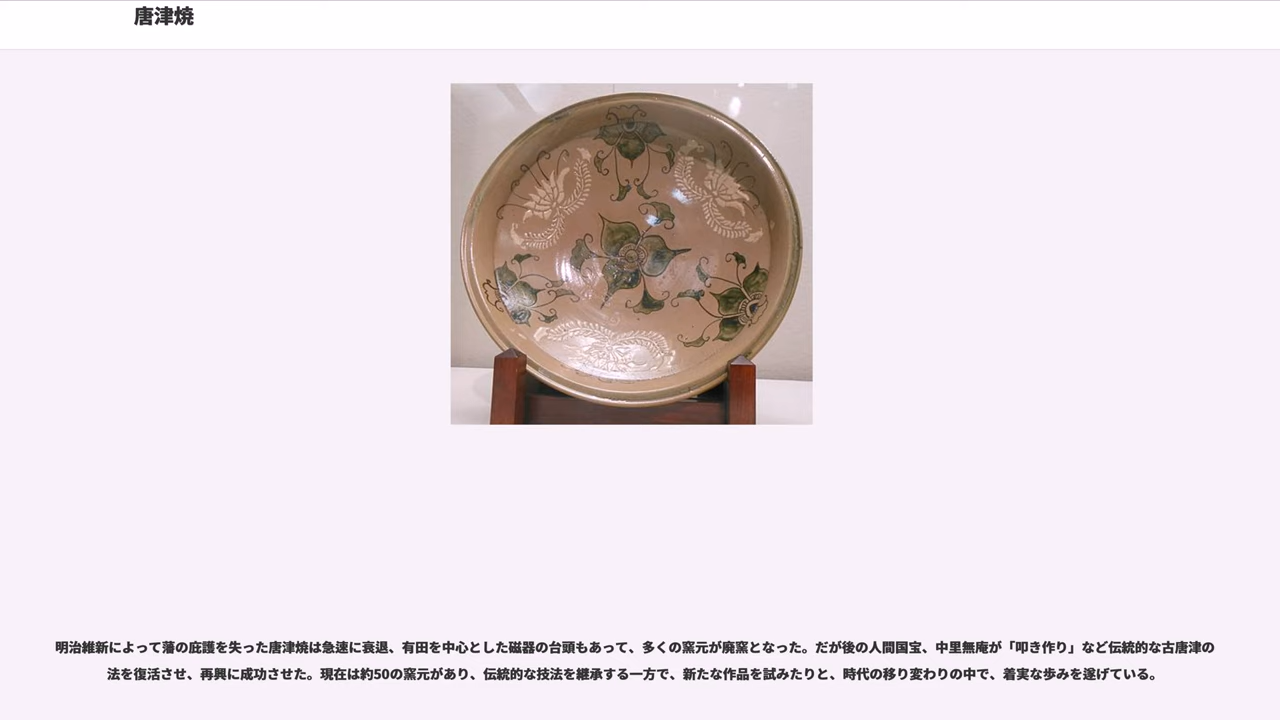 唐津焼
明治維新によって藩の庇護を失った唐津焼は急速に衰退、有田を中心とした磁器の台頭もあって、多くの窯元が廃窯となった。だが後の人間国宝、中里無庵が「叩き作り」など伝統的な古唐津の
法を復活させ、再興に成功させた。現在は約50の窯元があり、伝統的な技法を継承する一方で、新たな作品を試みたりと、時代の移り変わりの中で、着実な歩みを遂げている。